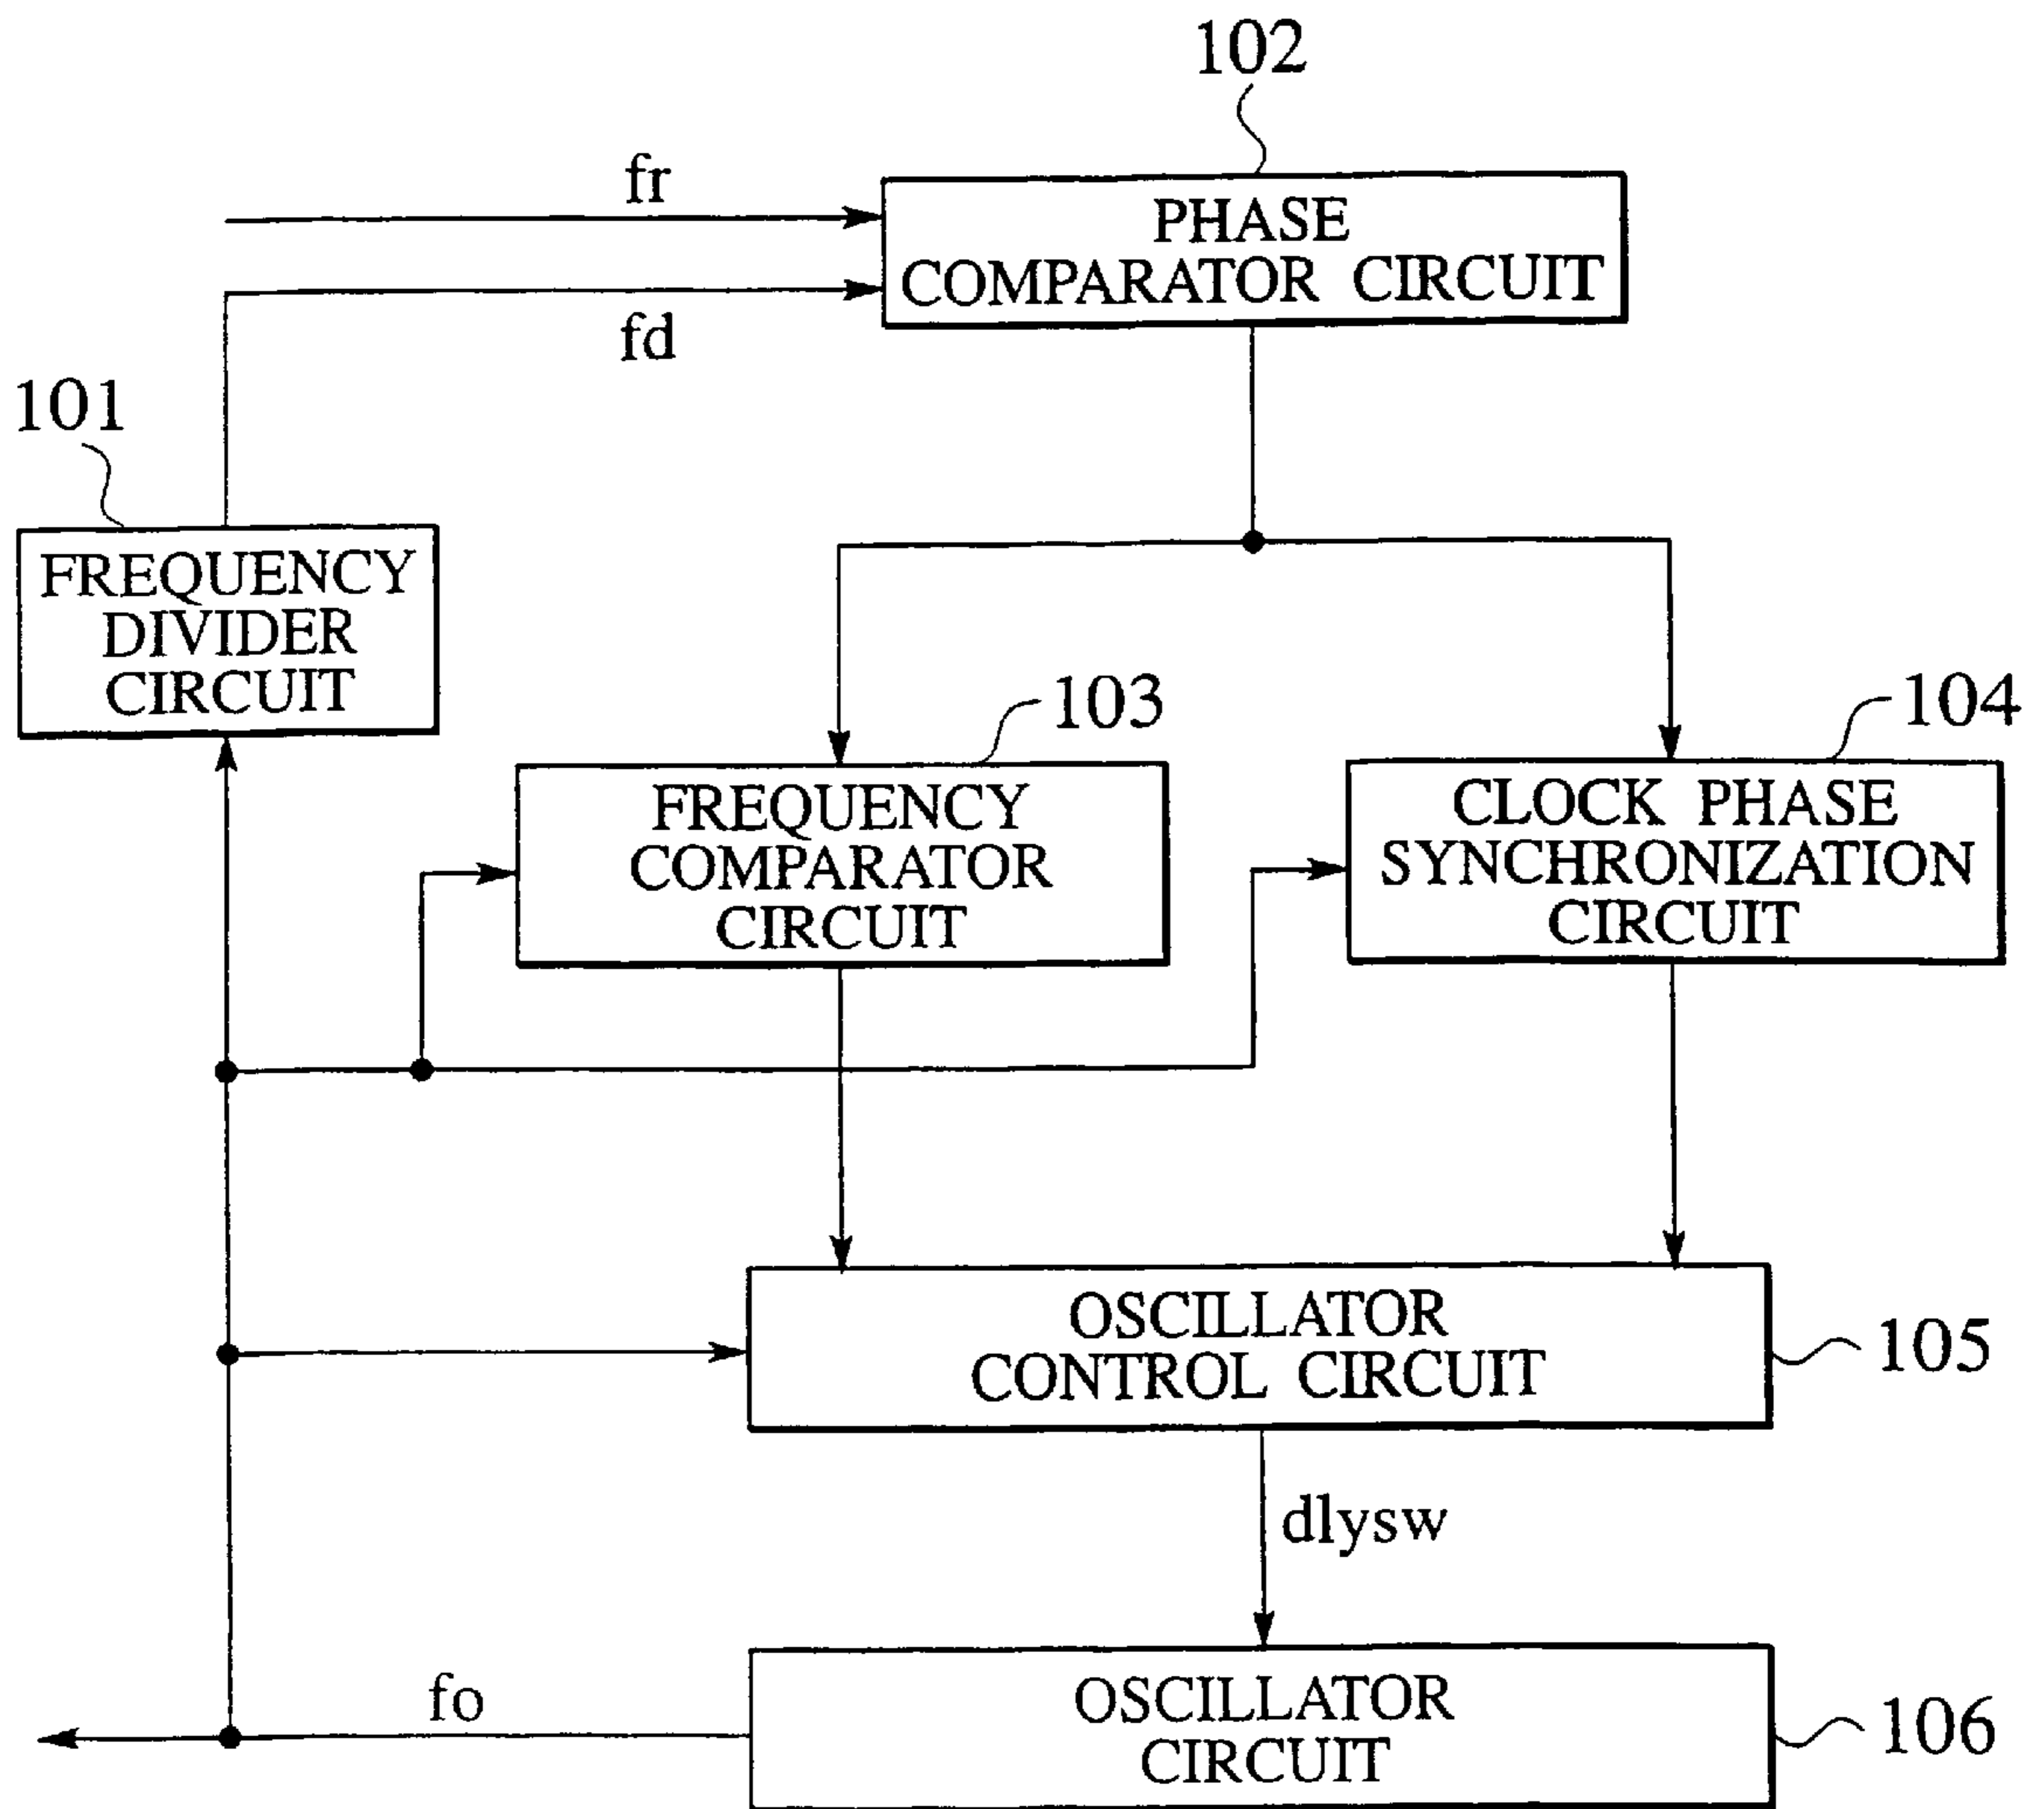 102
fr
PHASE
COMPARATOR CIRCUIT
fd
101
FREQUENCY
DIVIDER
CIRCUIT
103
104
FREQUENCY
COMPARATOR
CIRCUIT
CLOCK PHASE
SYNCHRONIZATION
CIRCUIT
OSCILLATOR
CONTROL CIRCUIT
105
dlysw
fo
OSCILLATOR
CIRCUIT
106